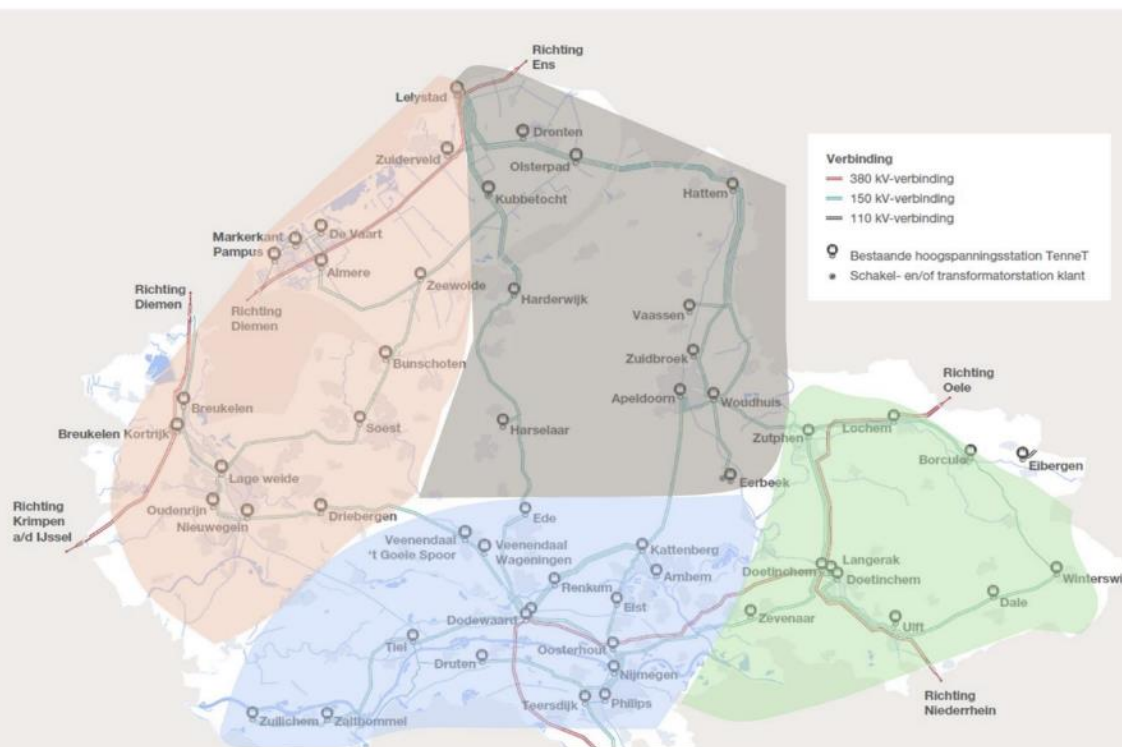 Richting
Ens
Lelystad
Dronten
Zuiderveld
Olsterpad
Hattem
Kubbetocht
Verbinding
380 kV-verbinding
150 kV-verbinding
110 kV-verbinding
Bestaande hoogspanningsstation TenneT
Schakel- en/of transformatorstation klant
Markerkant
De Vaart
Pampus
Almere
Zeewolde
Richting
Diemen
Harderwijk
Richting
Diemen
Vaassen
Bunschoten
Zuidbroek
Richting
Oele
Apeldoorn
Woudhuis
Breukelen
Breukelen Kortrijk
Soest
Harselaar
Zutphen
Lochem
Borculo
Eibergen
Lage weide
Eerbeek
Richting
Krimpen
a/d IJssel
Oudenrijn
Nieuwegein
Driebergen
Ede
Veenendaal
't Goeie Spoor
Veenendaal
Wageningen
Kattenberg
Langerak
Doetinchem
Doetinchem
Winterswi
Arnhem
Renkum
Elst
Dale
Zevenaar
Ulft
Dodewaard
Tiel
Oosterhout
Druten
Nijmegen
Richting
Niederrhein
Teersdijk
Philips
Zuilichem
Zaltbommel